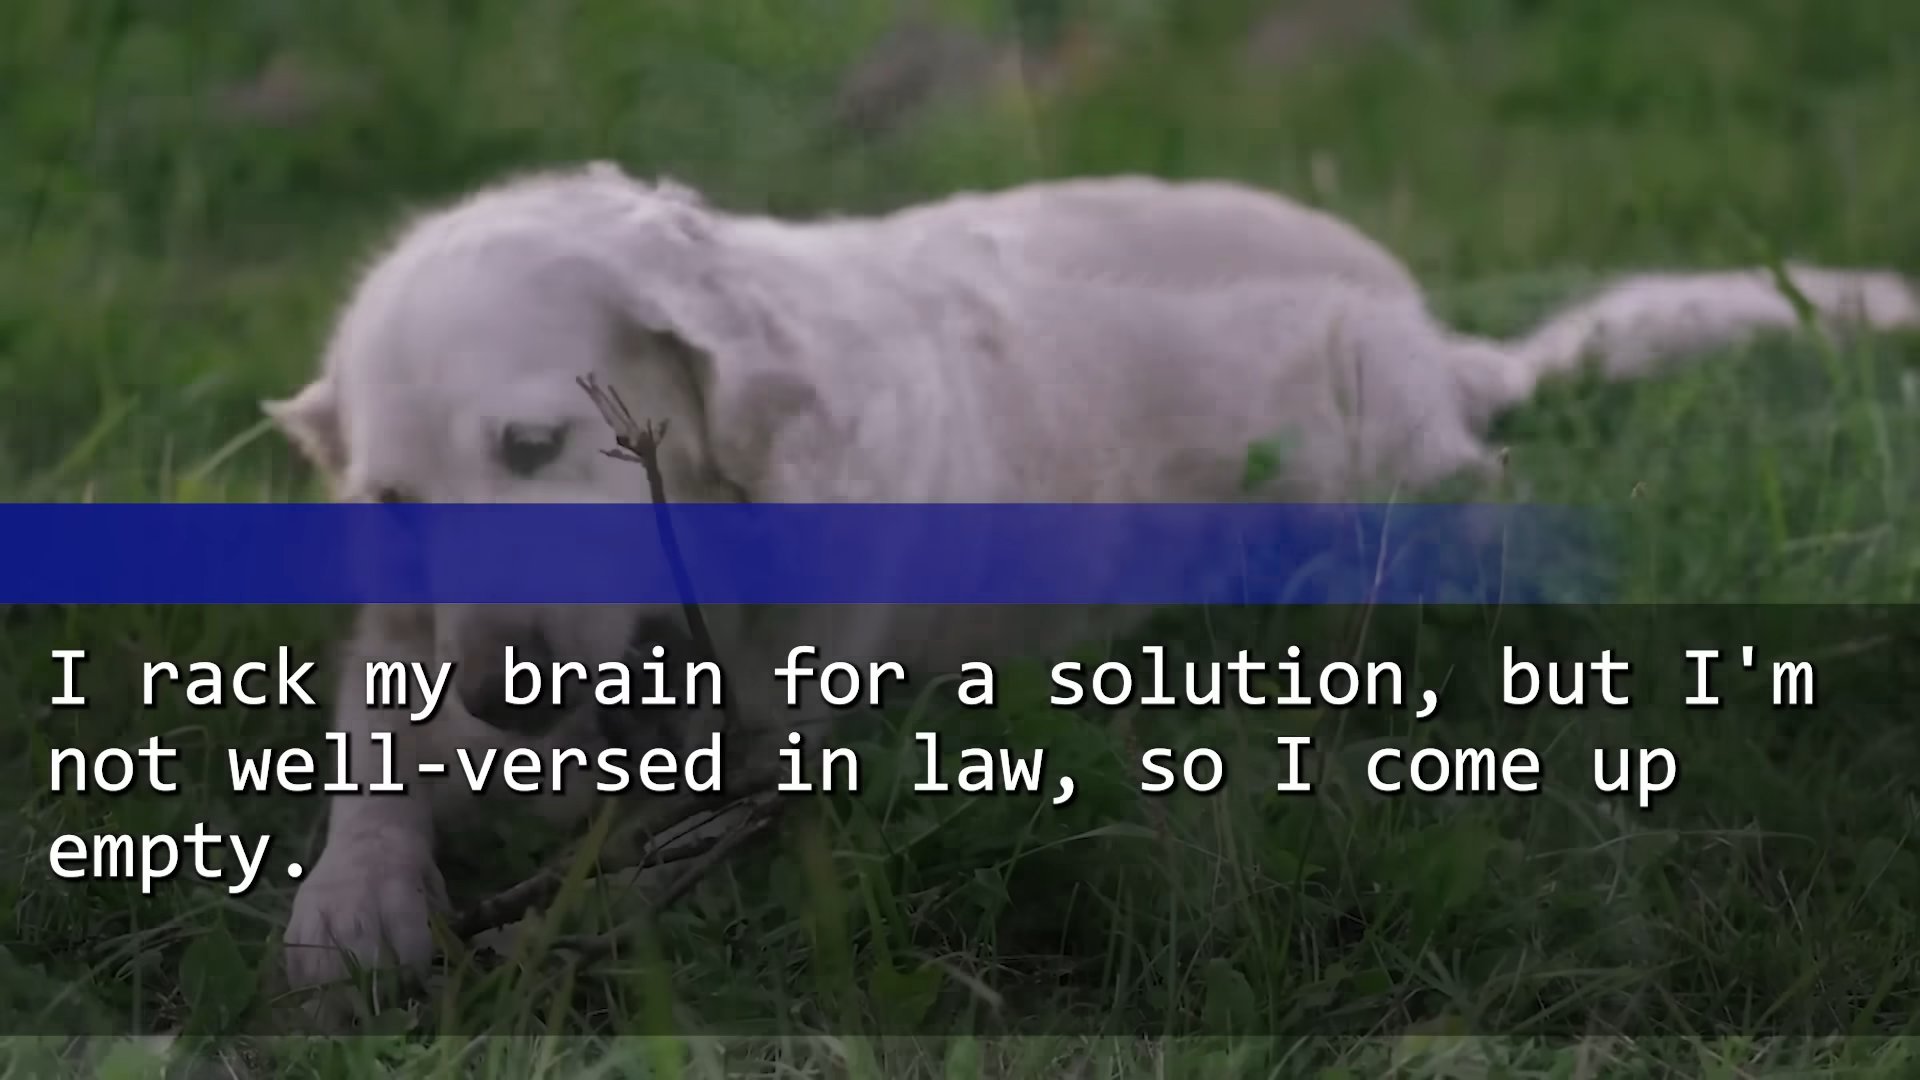 I rack my brain for a solution, but I'm
not well-versed in law, so I come up
empty.